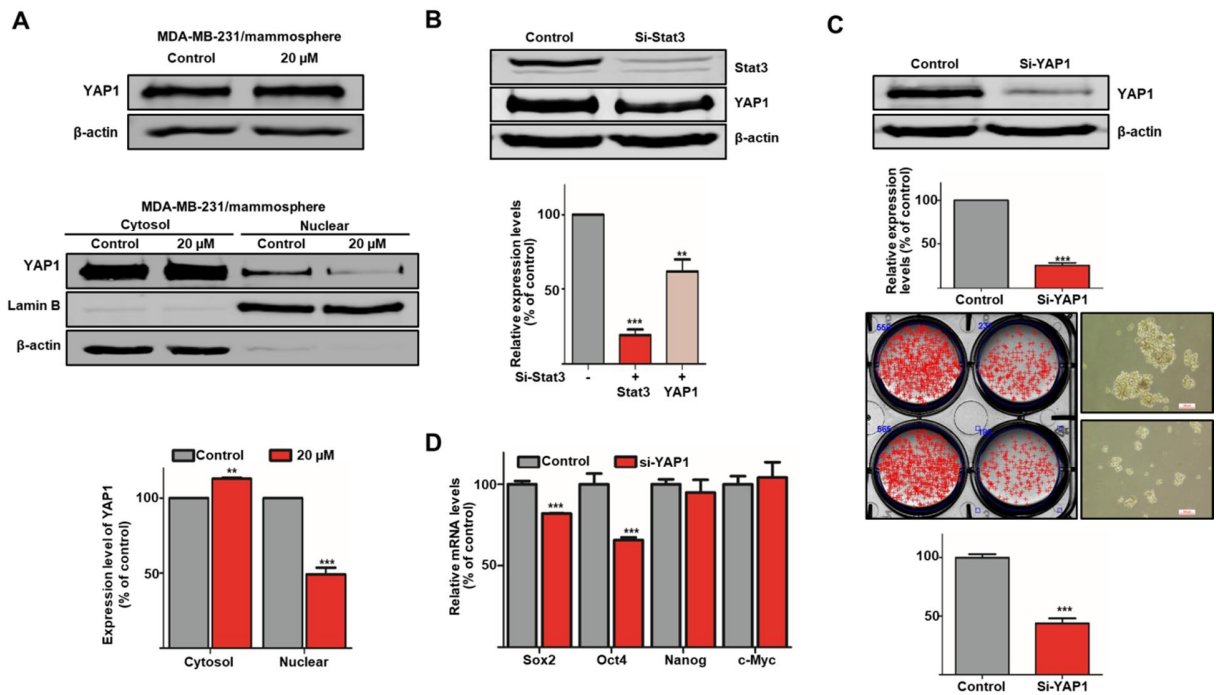 A
MDA-MB-231/mammosphere
Control 20 µM
YAP1
β-actin
MDA-MB-231/mammosphere
Cytosol Nuclear
Control 20 µM Control 20 µM
YAP1
Lamin B
β-actin
Control 20 µM
Expression level of YAP1
(% of control)
100
50
**
***
Cytosol Nuclear
B
Control Si-Stat3
Stat3
YAP1
β-actin
Relative expression levels
(% of control)
100
50
***
**
Si-Stat3 - + +
Stat3 YAP1
C
Control Si-YAP1
YAP1
β-actin
Relative expression
levels (% of control)
100
50
***
Control Si-YAP1
565
100
50
***
Control Si-YAP1
D
Control si-YAP1
Relative mRNA levels
(% of control)
100
50
***
***
Sox2 Oct4 Nanog c-Myc